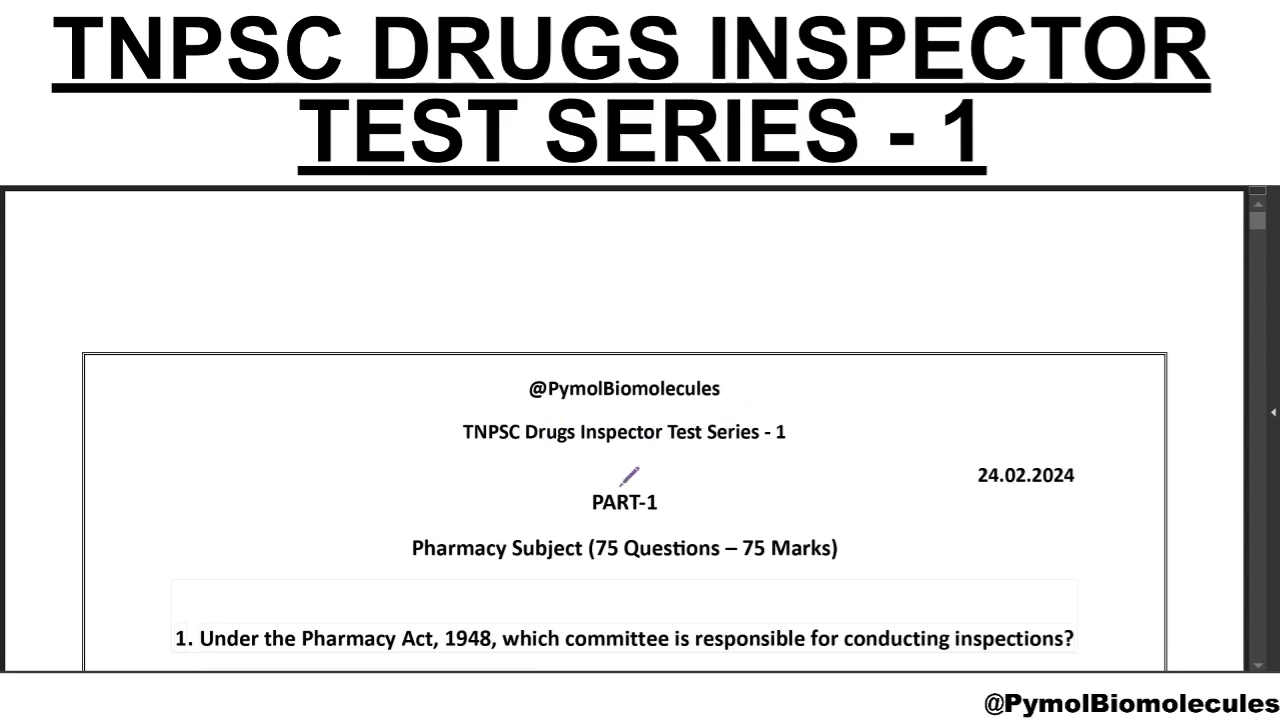 TNPSC DRUGS INSPECTOR
TEST SERIES - 1
@PymolBiomolecules
TNPSC Drugs Inspector Test Series - 1
24.02.2024
PART-1
Pharmacy Subject (75 Questions – 75 Marks)
1. Under the Pharmacy Act, 1948, which committee is responsible for conducting inspections?
@PymolBiomolecules